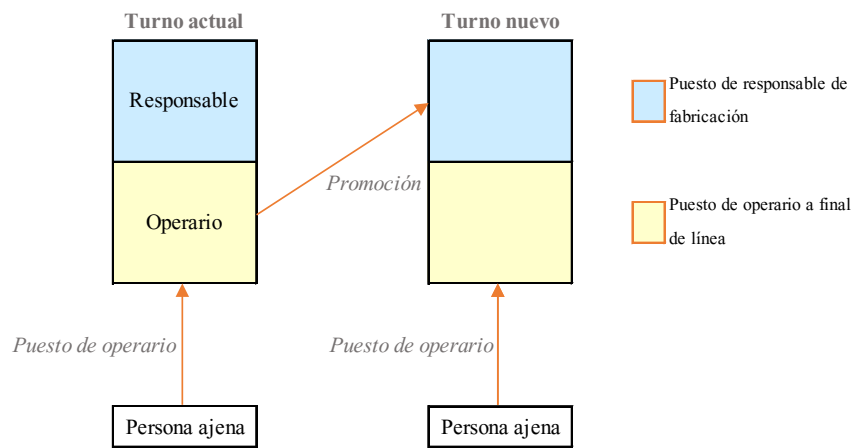 Turno actual
Turno nuevo
Responsable
Puesto de responsable de
fabricación
Promoción
Operario
Puesto de operario a final
de línea
Puesto de operario
Puesto de operario
Persona ajena
Persona ajena